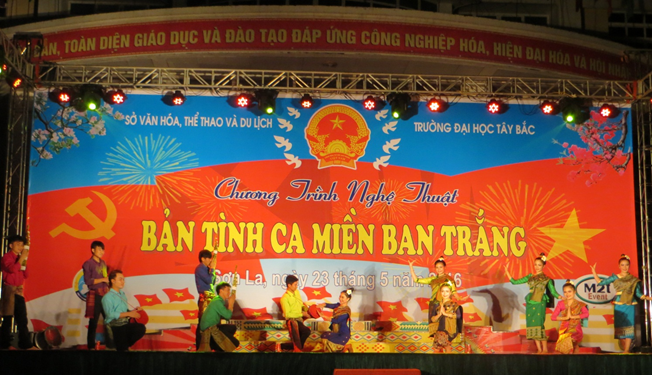 ẢN, TOÀN DIỆN GIÁO DỤC VÀ ĐÀO TẠO ĐÁP ỨNG CÔNG NGHIỆP HÓA, HIỆN ĐẠI HÓA VÀ HỘI NHẬP
SỞ VĂN HÓA, THỂ THAO VÀ DU LỊCH
TRƯỜNG ĐẠI HỌC TÂY BẮC
Chương Trình Nghệ Thuật
BẢN TÌNH CA MIỀN BAN TRẮNG
Sơn La, ngày 23 tháng 5 năm
M2T
Event